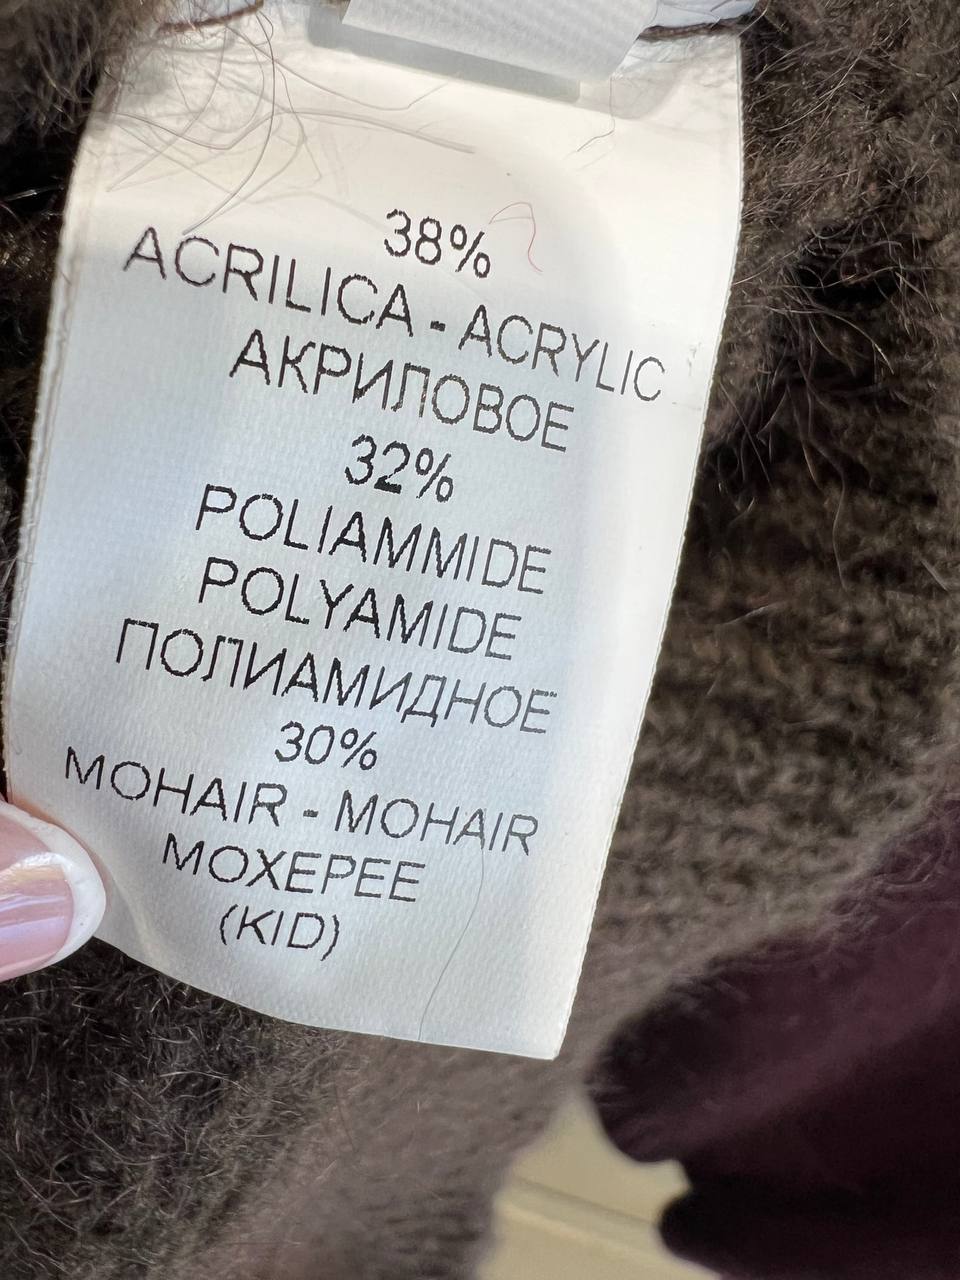 38%
ACRILICA - ACRYLIC
АКРИЛОВОЕ
32%
POLIAMMIDE
POLYAMIDE
ПОЛИАМИДНОЕ
30%
MOHAIR - MOHAIR
МОХЕРЕЕ
(KID)